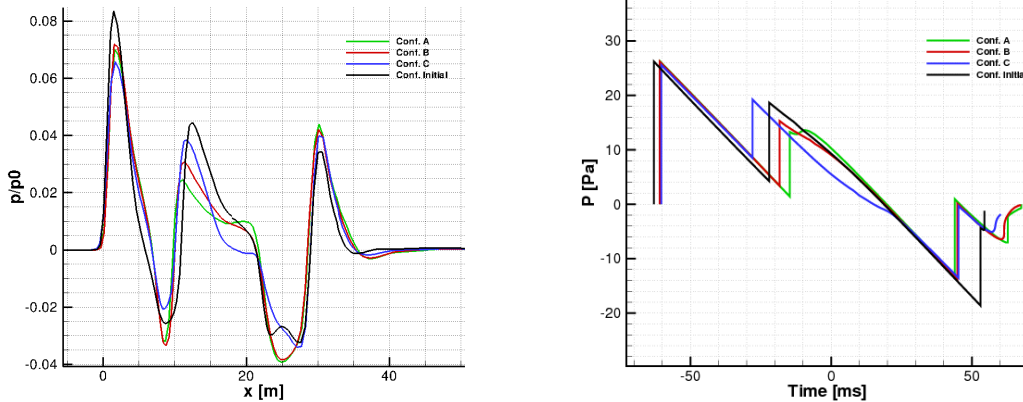 0.08
0.06
0.04
0.02
0
-0.02
-0.04
p/p0
0
20
40
x [m]
Conf. A
Conf. B
Conf. C
Conf. Initial
30
20
10
0
-10
-20
P [Pa]
-50
0
50
Time [ms]
Conf. A
Conf. B
Conf. C
Conf. Initia